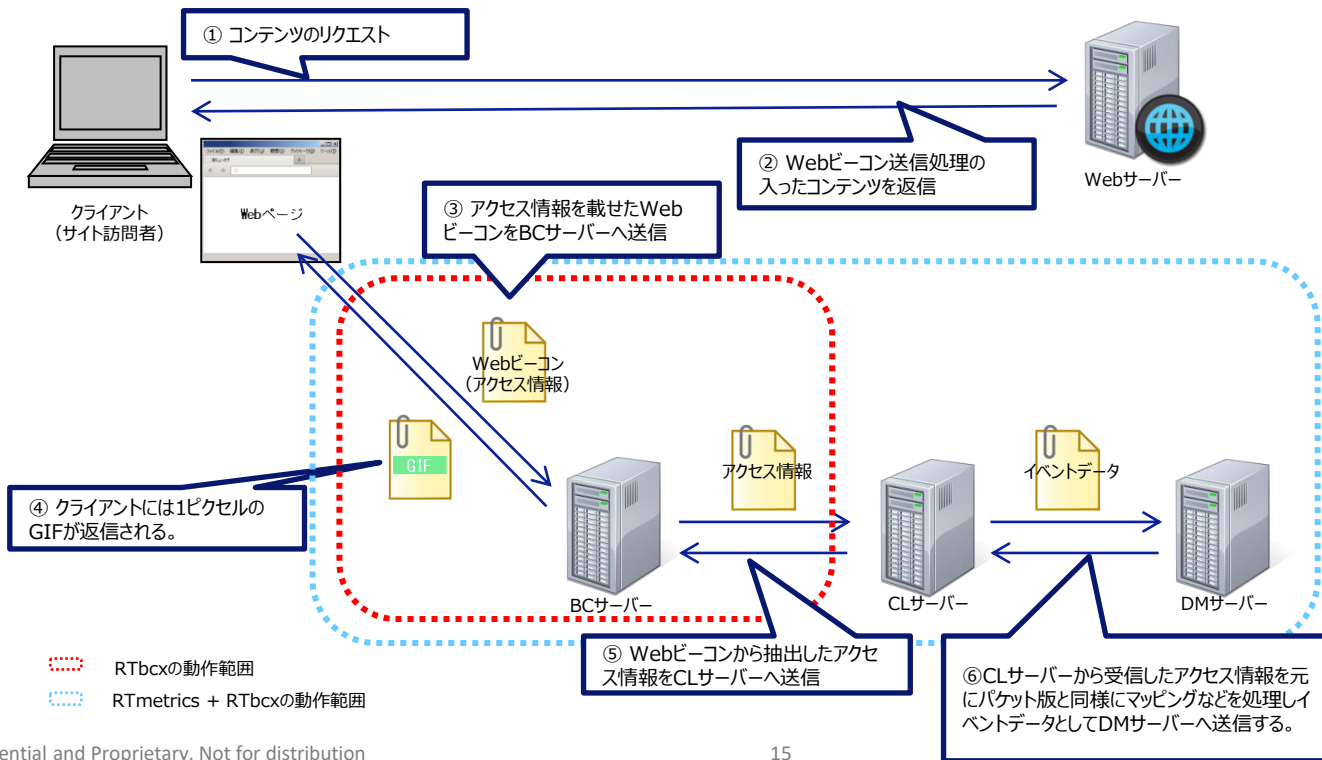 ① コンテンツのリクエスト
② Webビーコン送信処理の
入ったコンテンツを返信
Webサーバー
クライアント
(サイト訪問者)
Webページ
③ アクセス情報を載せたWeb
ビーコンをBCサーバーへ送信
Webビーコン
(アクセス情報)
GIF
アクセス情報
イベントデータ
④ クライアントには1ピクセルの
GIFが返信される。
BCサーバー
CLサーバー
DMサーバー
⑤ Webビーコンから抽出したアクセ
ス情報をCLサーバーへ送信
⑥CLサーバーから受信したアクセス情報を元
にパケット版と同様にマッピングなどを処理しイ
ベントデータとしてDMサーバーへ送信する。
RTbcxの動作範囲
RTmetrics + RTbcxの動作範囲
ential and Proprietary. Not for distribution
15